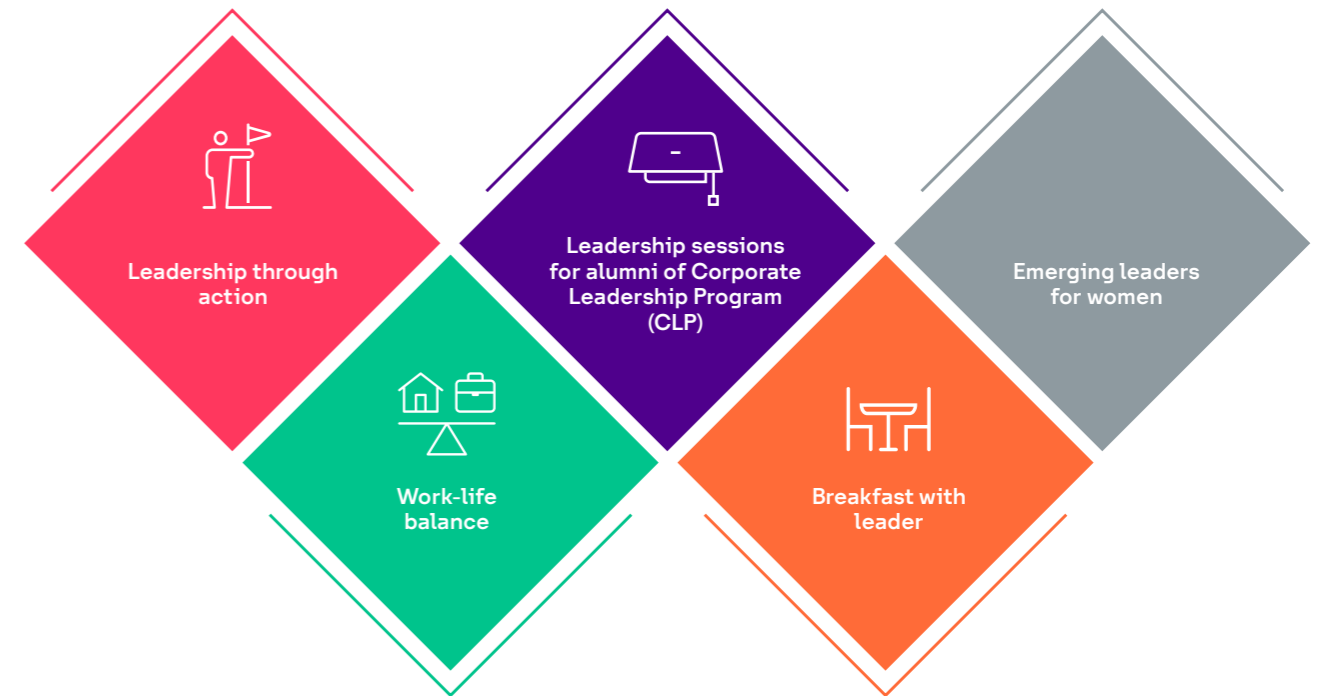 Leadership through
action
Work-life
balance
Leadership sessions
for alumni of Corporate
Leadership Program
(CLP)
Breakfast with
leader
Emerging leaders
for women